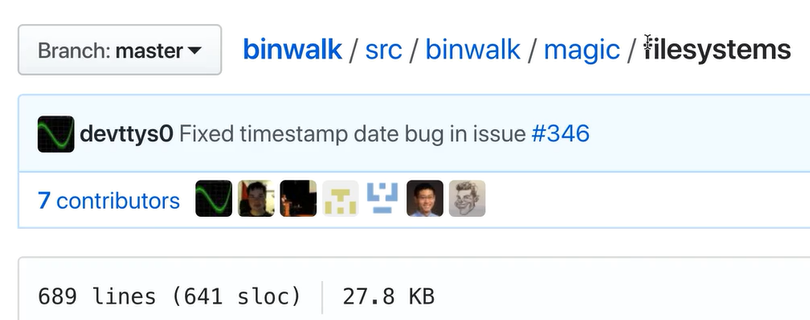 Branch: master binwalk / src / binwalk / magic / filesystems
devttys0 Fixed timestamp date bug in issue #346
7 contributors
689 lines (641 sloc) 27.8 KB